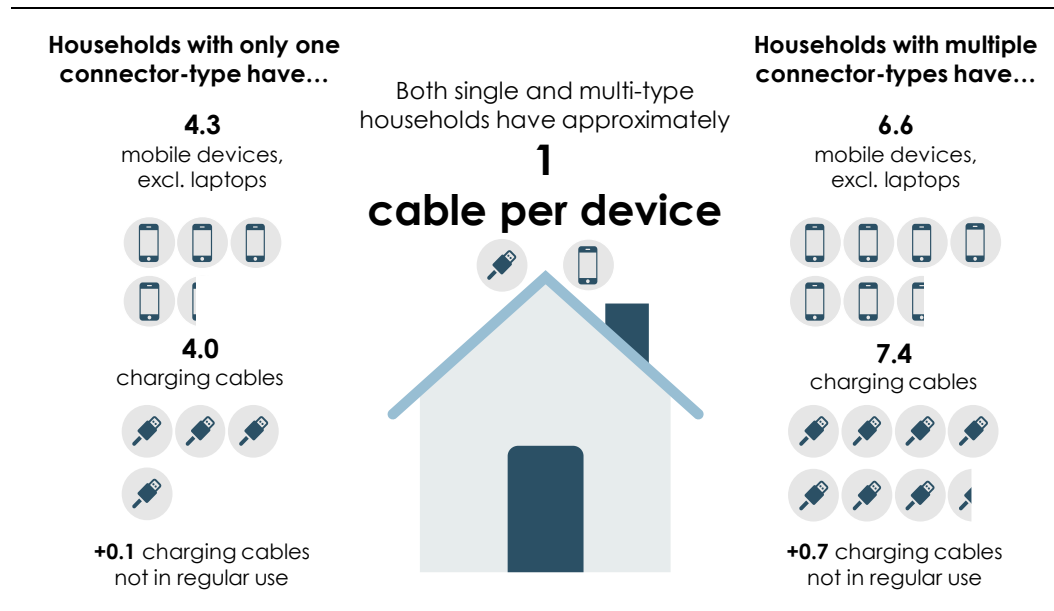 Households with only one
connector-type have…
4.3
mobile devices,
excl. laptops
4.0
charging cables
+0.1 charging cables
not in regular use
Both single and multi-type
households have approximately
1
cable per device
Households with multiple
connector-types have…
6.6
mobile devices,
excl. laptops
7.4
charging cables
+0.7 charging cables
not in regular use